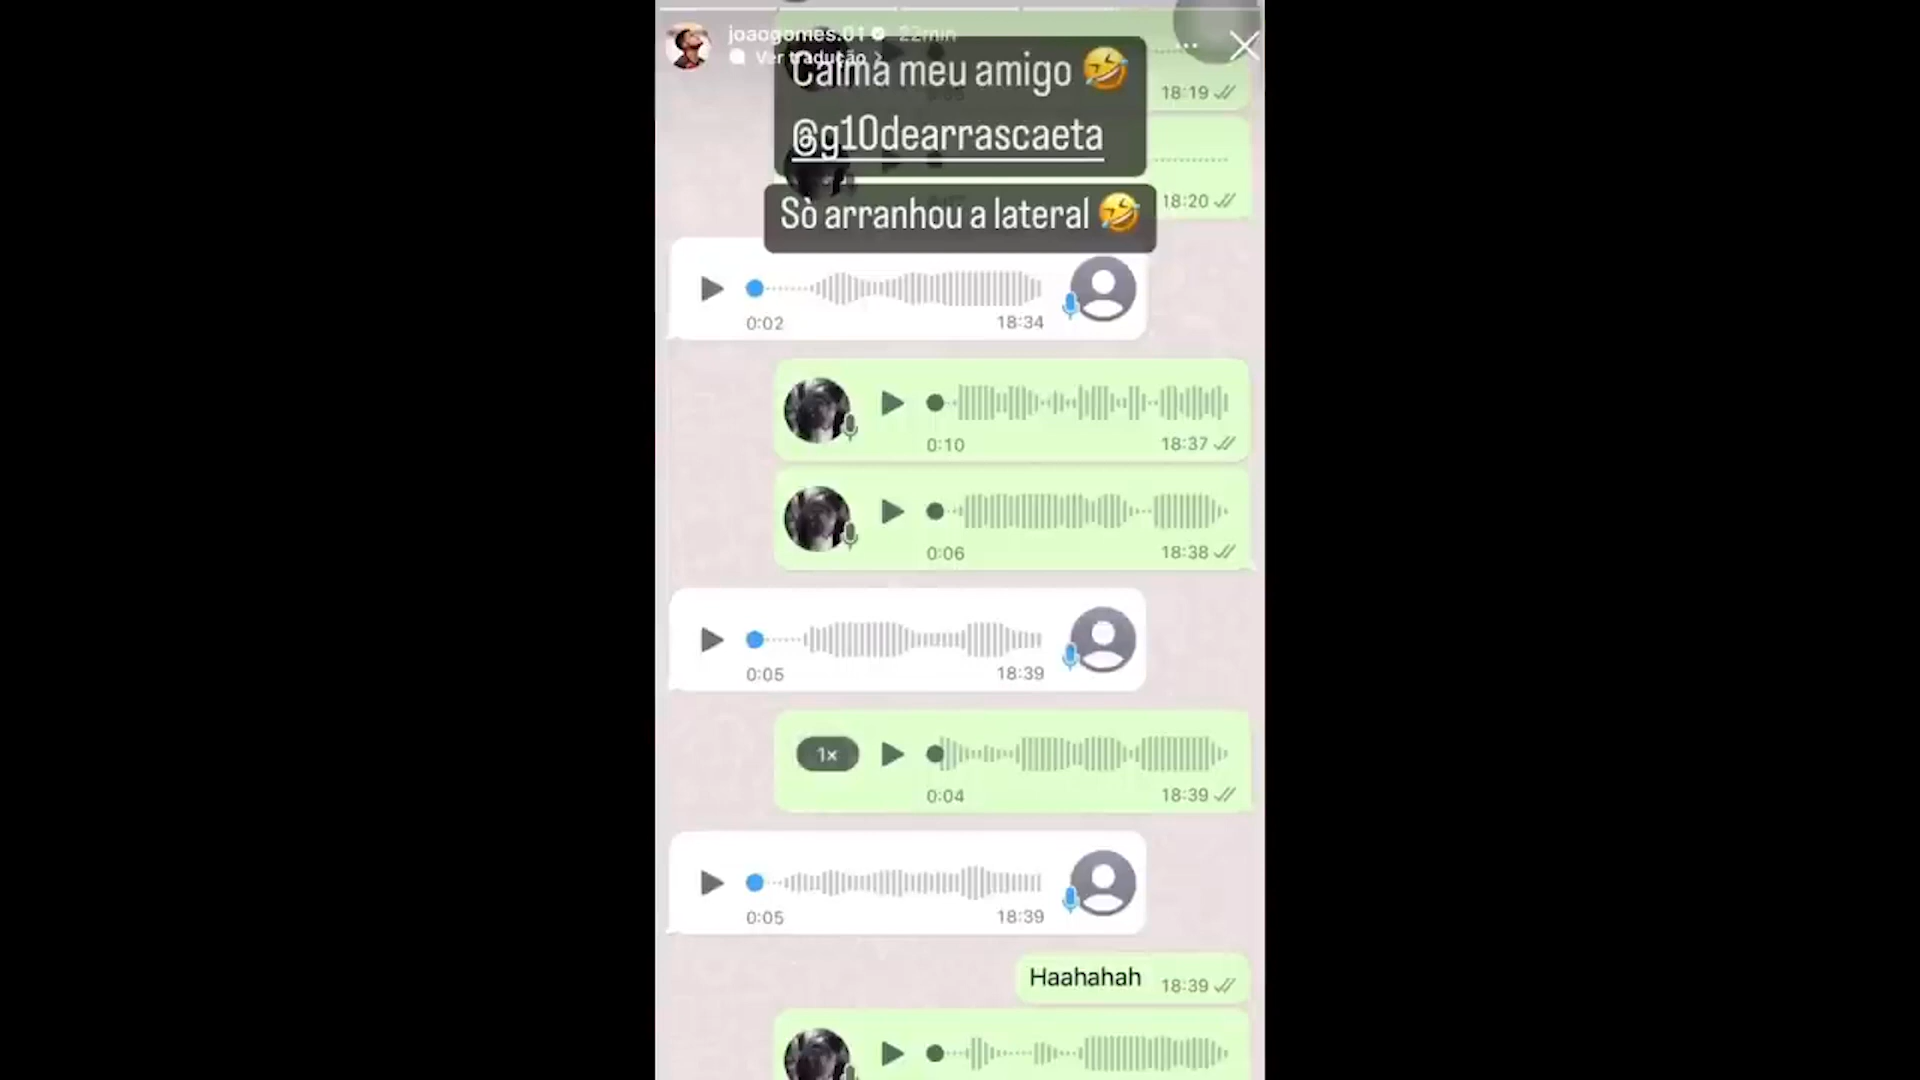 joaogomes.01 22min
Ver tradução
Calma meu amigo 🤣
@g10dearrascaeta
18:19
18:20
Sò arranhou a lateral 🤣
0:02 18:34
0:10 18:37
0:06 18:38
0:05 18:39
1x
0:04 18:39
0:05 18:39
Haahahah 18:39